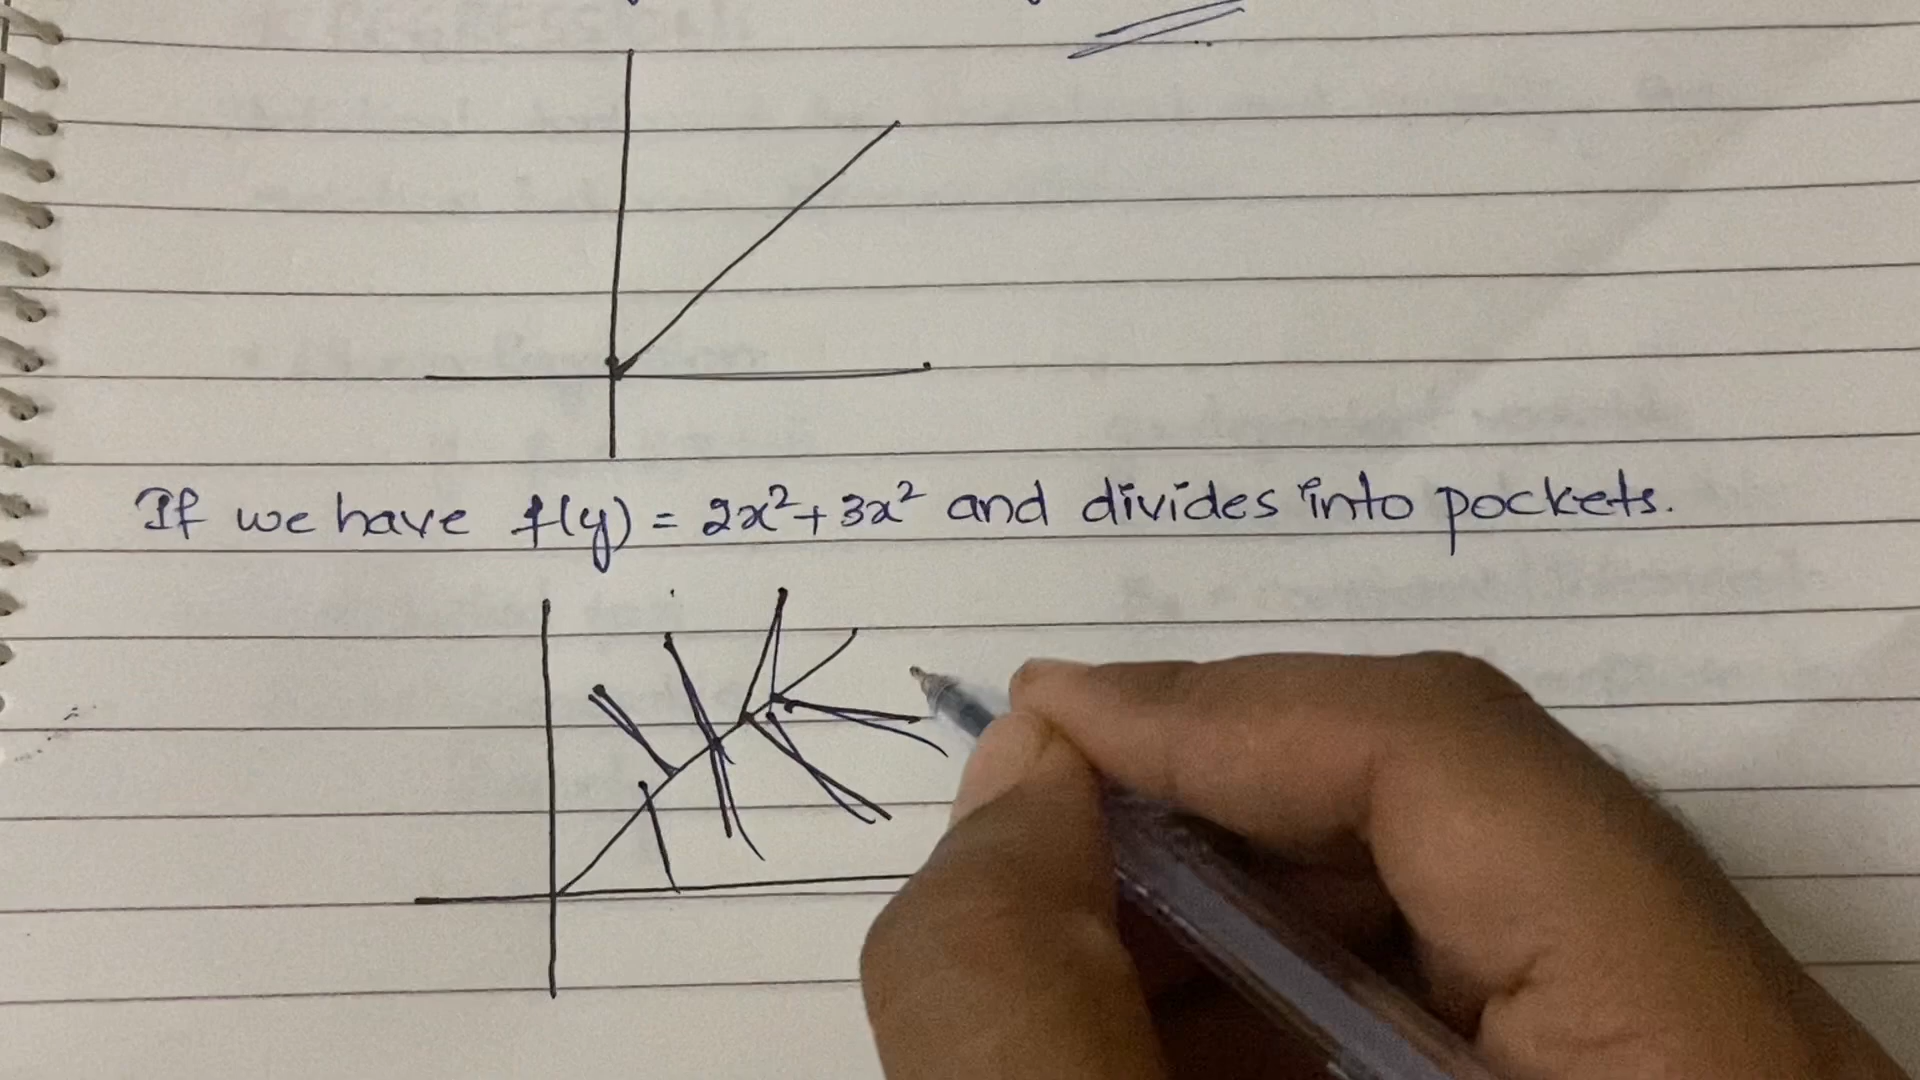 If we have f(y) = 2x²+3x² and divides into pockets.